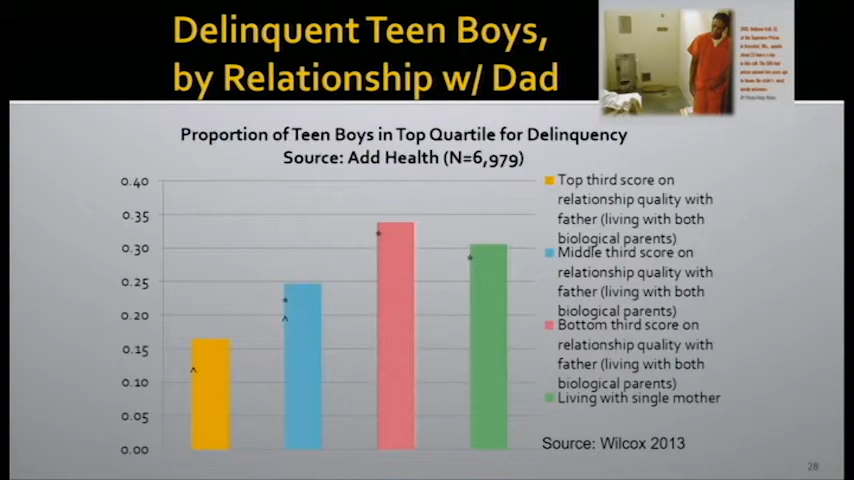 Delinquent Teen Boys,
by Relationship w/ Dad
Proportion of Teen Boys in Top Quartile for Delinquency
Source: Add Health (N=6,979)
0.40
0.35
0.30
0.25
0.20
0.15
0.10
0.05
0.00
*
^
*
^
*
Top third score on
relationship quality with
father (living with both
biological parents)
Middle third score on
relationship quality with
father (living with both
biological parents)
Bottom third score on
relationship quality with
father (living with both
biological parents)
Living with single mother
Source: Wilcox 2013
28